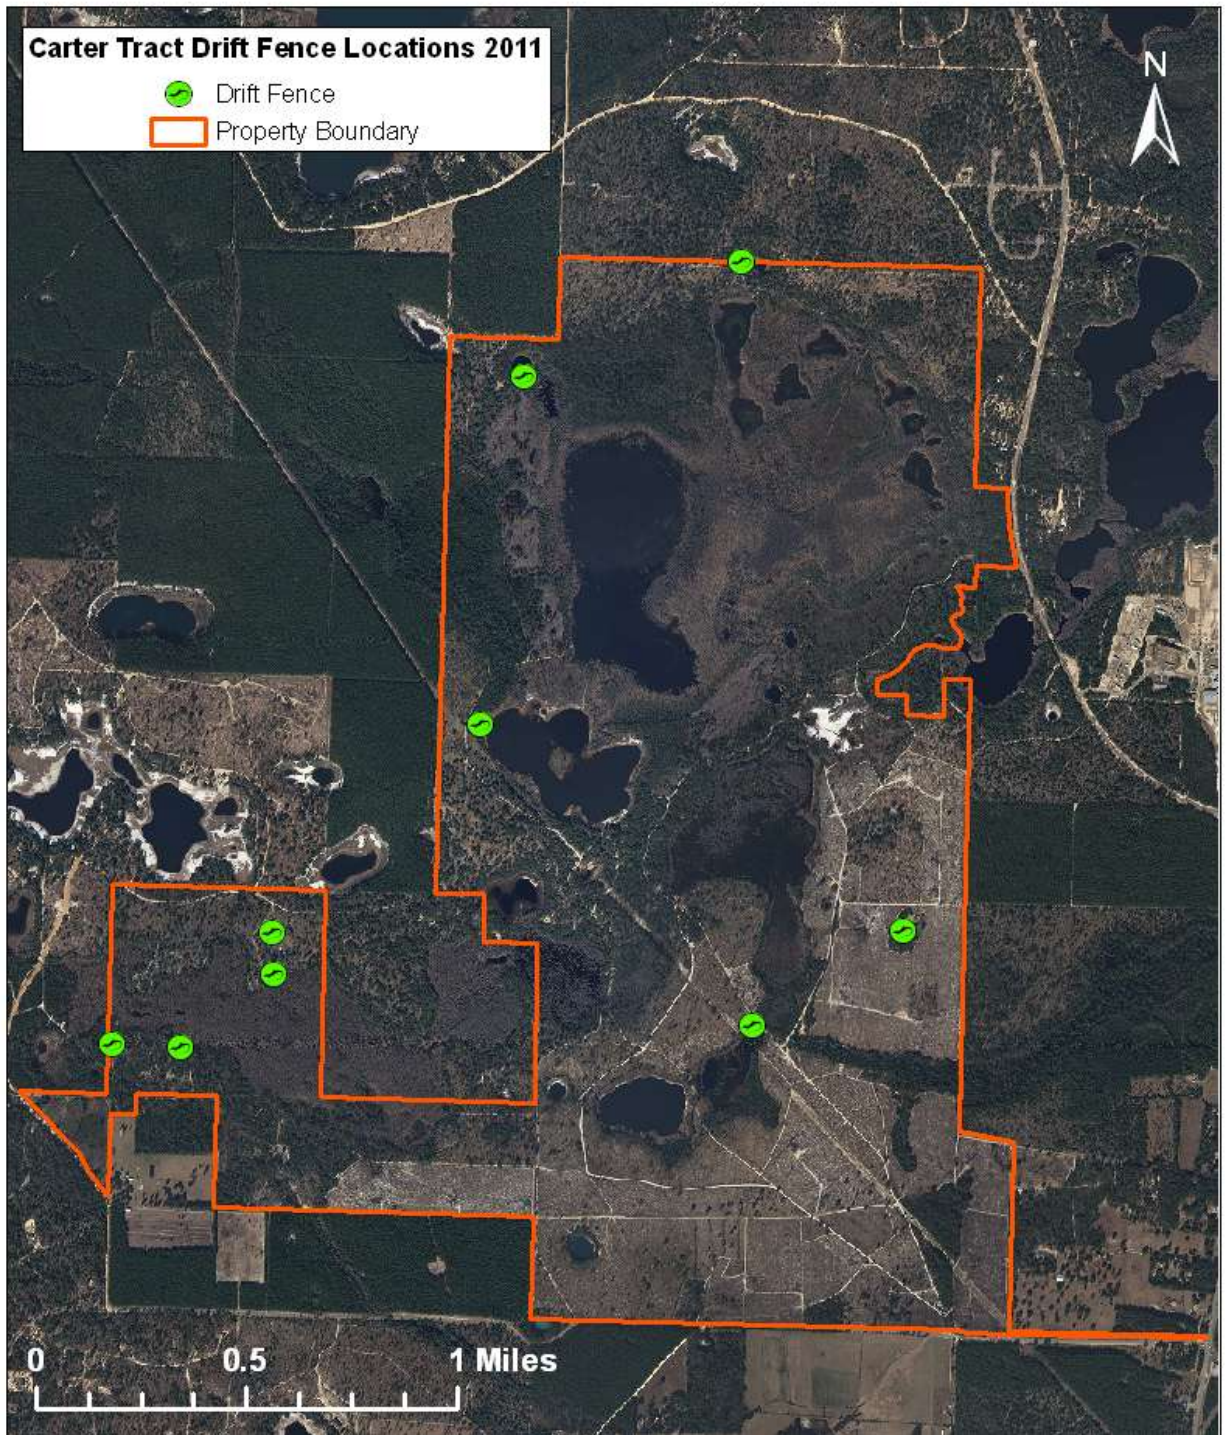 Carter Tract Drift Fence Locations 2011
Drift Fence
Property Boundary
N
0 0.5 1 Miles